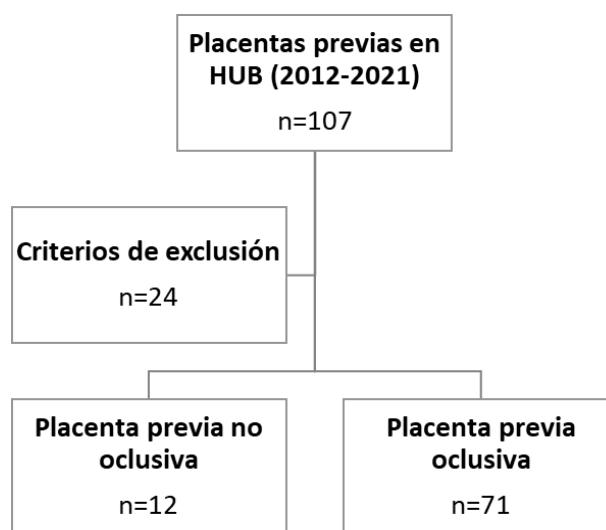 Placentas previas en
HUB (2012-2021)
n=107
Criterios de exclusión
n=24
Placenta previa no
oclusiva
n=12
Placenta previa
oclusiva
n=71